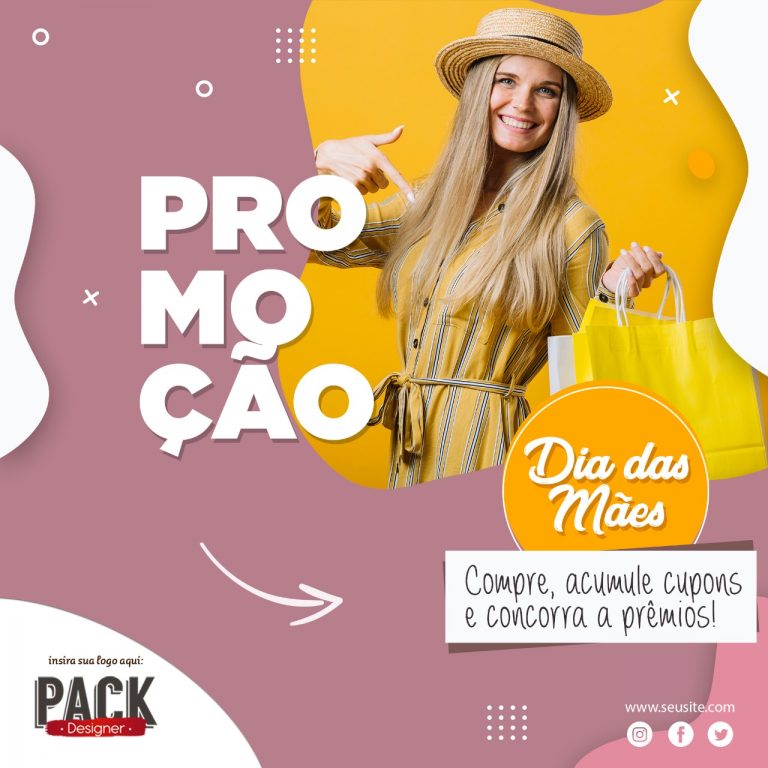 PRO
MO
ÇÃO
Dia das
Mães
Compre, acumule cupons
e concorra a prêmios!
insira sua logo aqui:
PACK
Designer
www.seusite.com